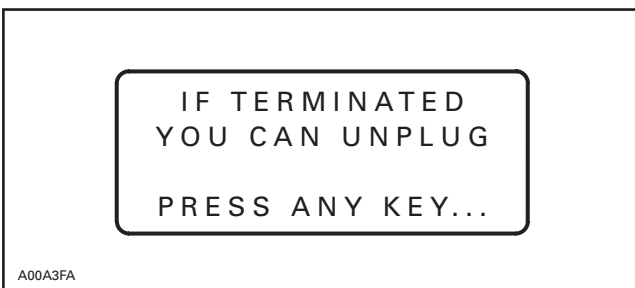 IF TERMINATED
YOU CAN UNPLUG
PRESS ANY KEY...
A00A3FA